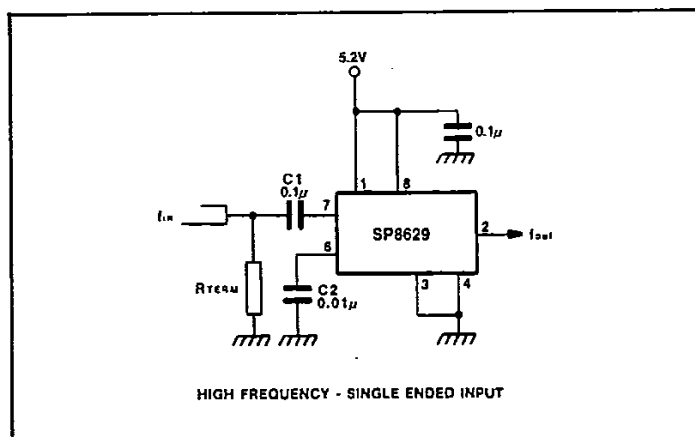 5.2V
0.1μ
C1
0.1μ
1
8
7
fIN
SP8629
2
fout
6
3
4
RTERM
C2
0.01μ
HIGH FREQUENCY - SINGLE ENDED INPUT